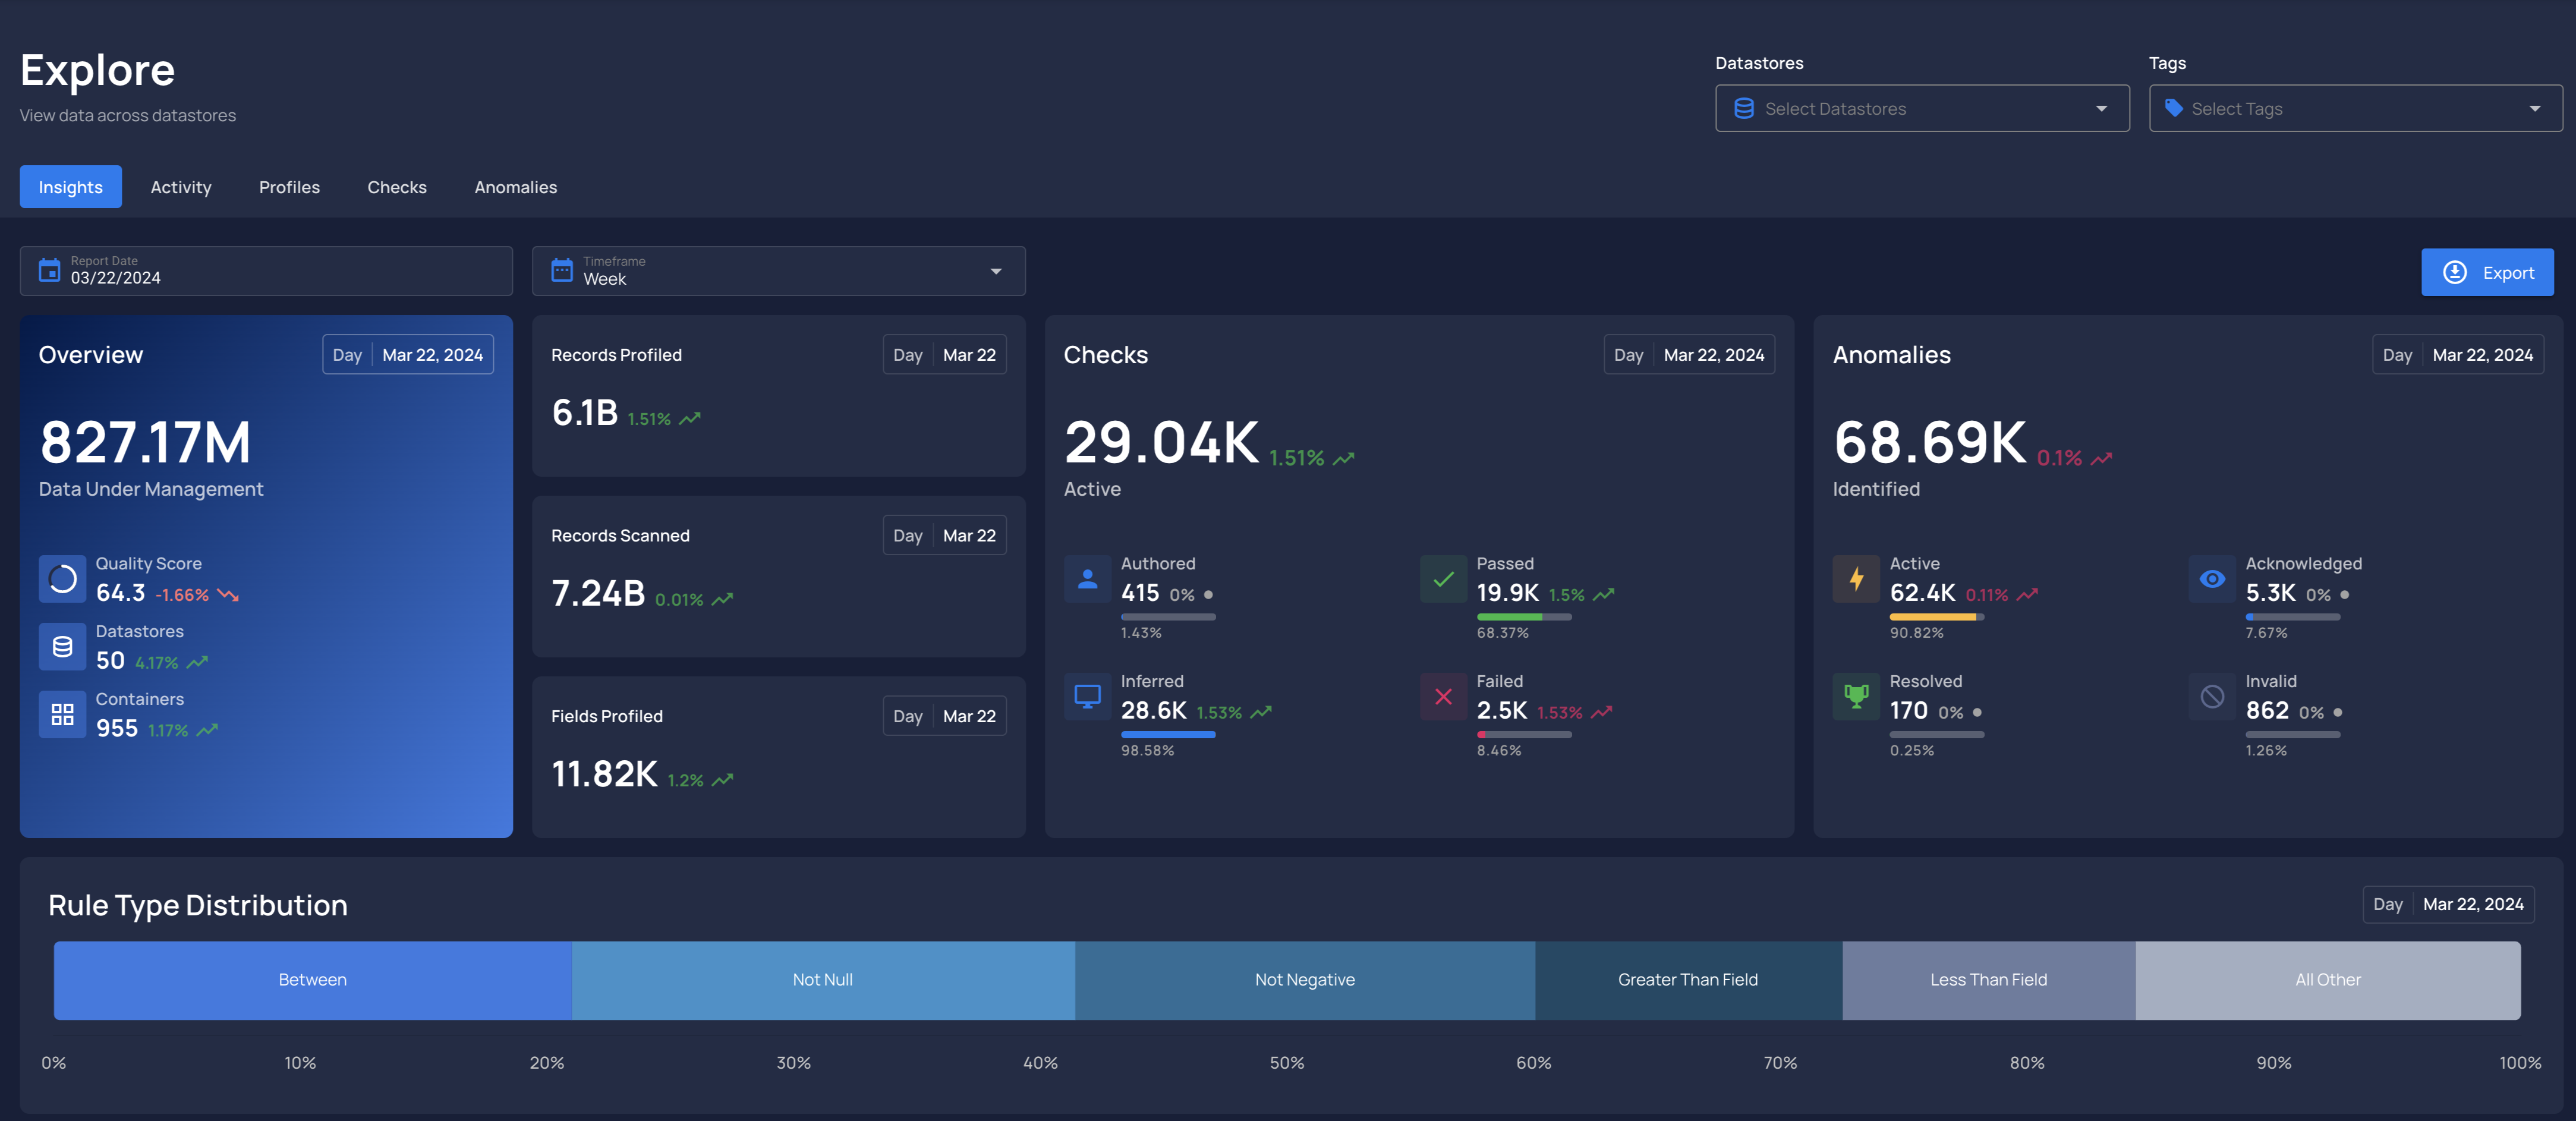 Explore
View data across datastores
Datastores
Select Datastores
Tags
Select Tags
Insights
Activity
Profiles
Checks
Anomalies
Report Date
03/22/2024
Timeframe
Week
Export
Overview
Day Mar 22, 2024
827.17M
Data Under Management
Quality Score
64.3 -1.66%
Datastores
50 4.17%
Containers
955 1.17%
Records Profiled
Day Mar 22
6.1B 1.51%
Records Scanned
Day Mar 22
7.24B 0.01%
Fields Profiled
Day Mar 22
11.82K 1.2%
Checks
Day Mar 22, 2024
29.04K 1.51%
Active
Authored
415 0%
1.43%
Passed
19.9K 1.5%
68.37%
Inferred
28.6K 1.53%
98.58%
Failed
2.5K 1.53%
8.46%
Anomalies
Day Mar 22, 2024
68.69K 0.1%
Identified
Active
62.4K 0.11%
90.82%
Acknowledged
5.3K 0%
7.67%
Resolved
170 0%
0.25%
Invalid
862 0%
1.26%
Rule Type Distribution
Day Mar 22, 2024
Between
Not Null
Not Negative
Greater Than Field
Less Than Field
All Other
0% 10% 20% 30% 40% 50% 60% 70% 80% 90% 100%